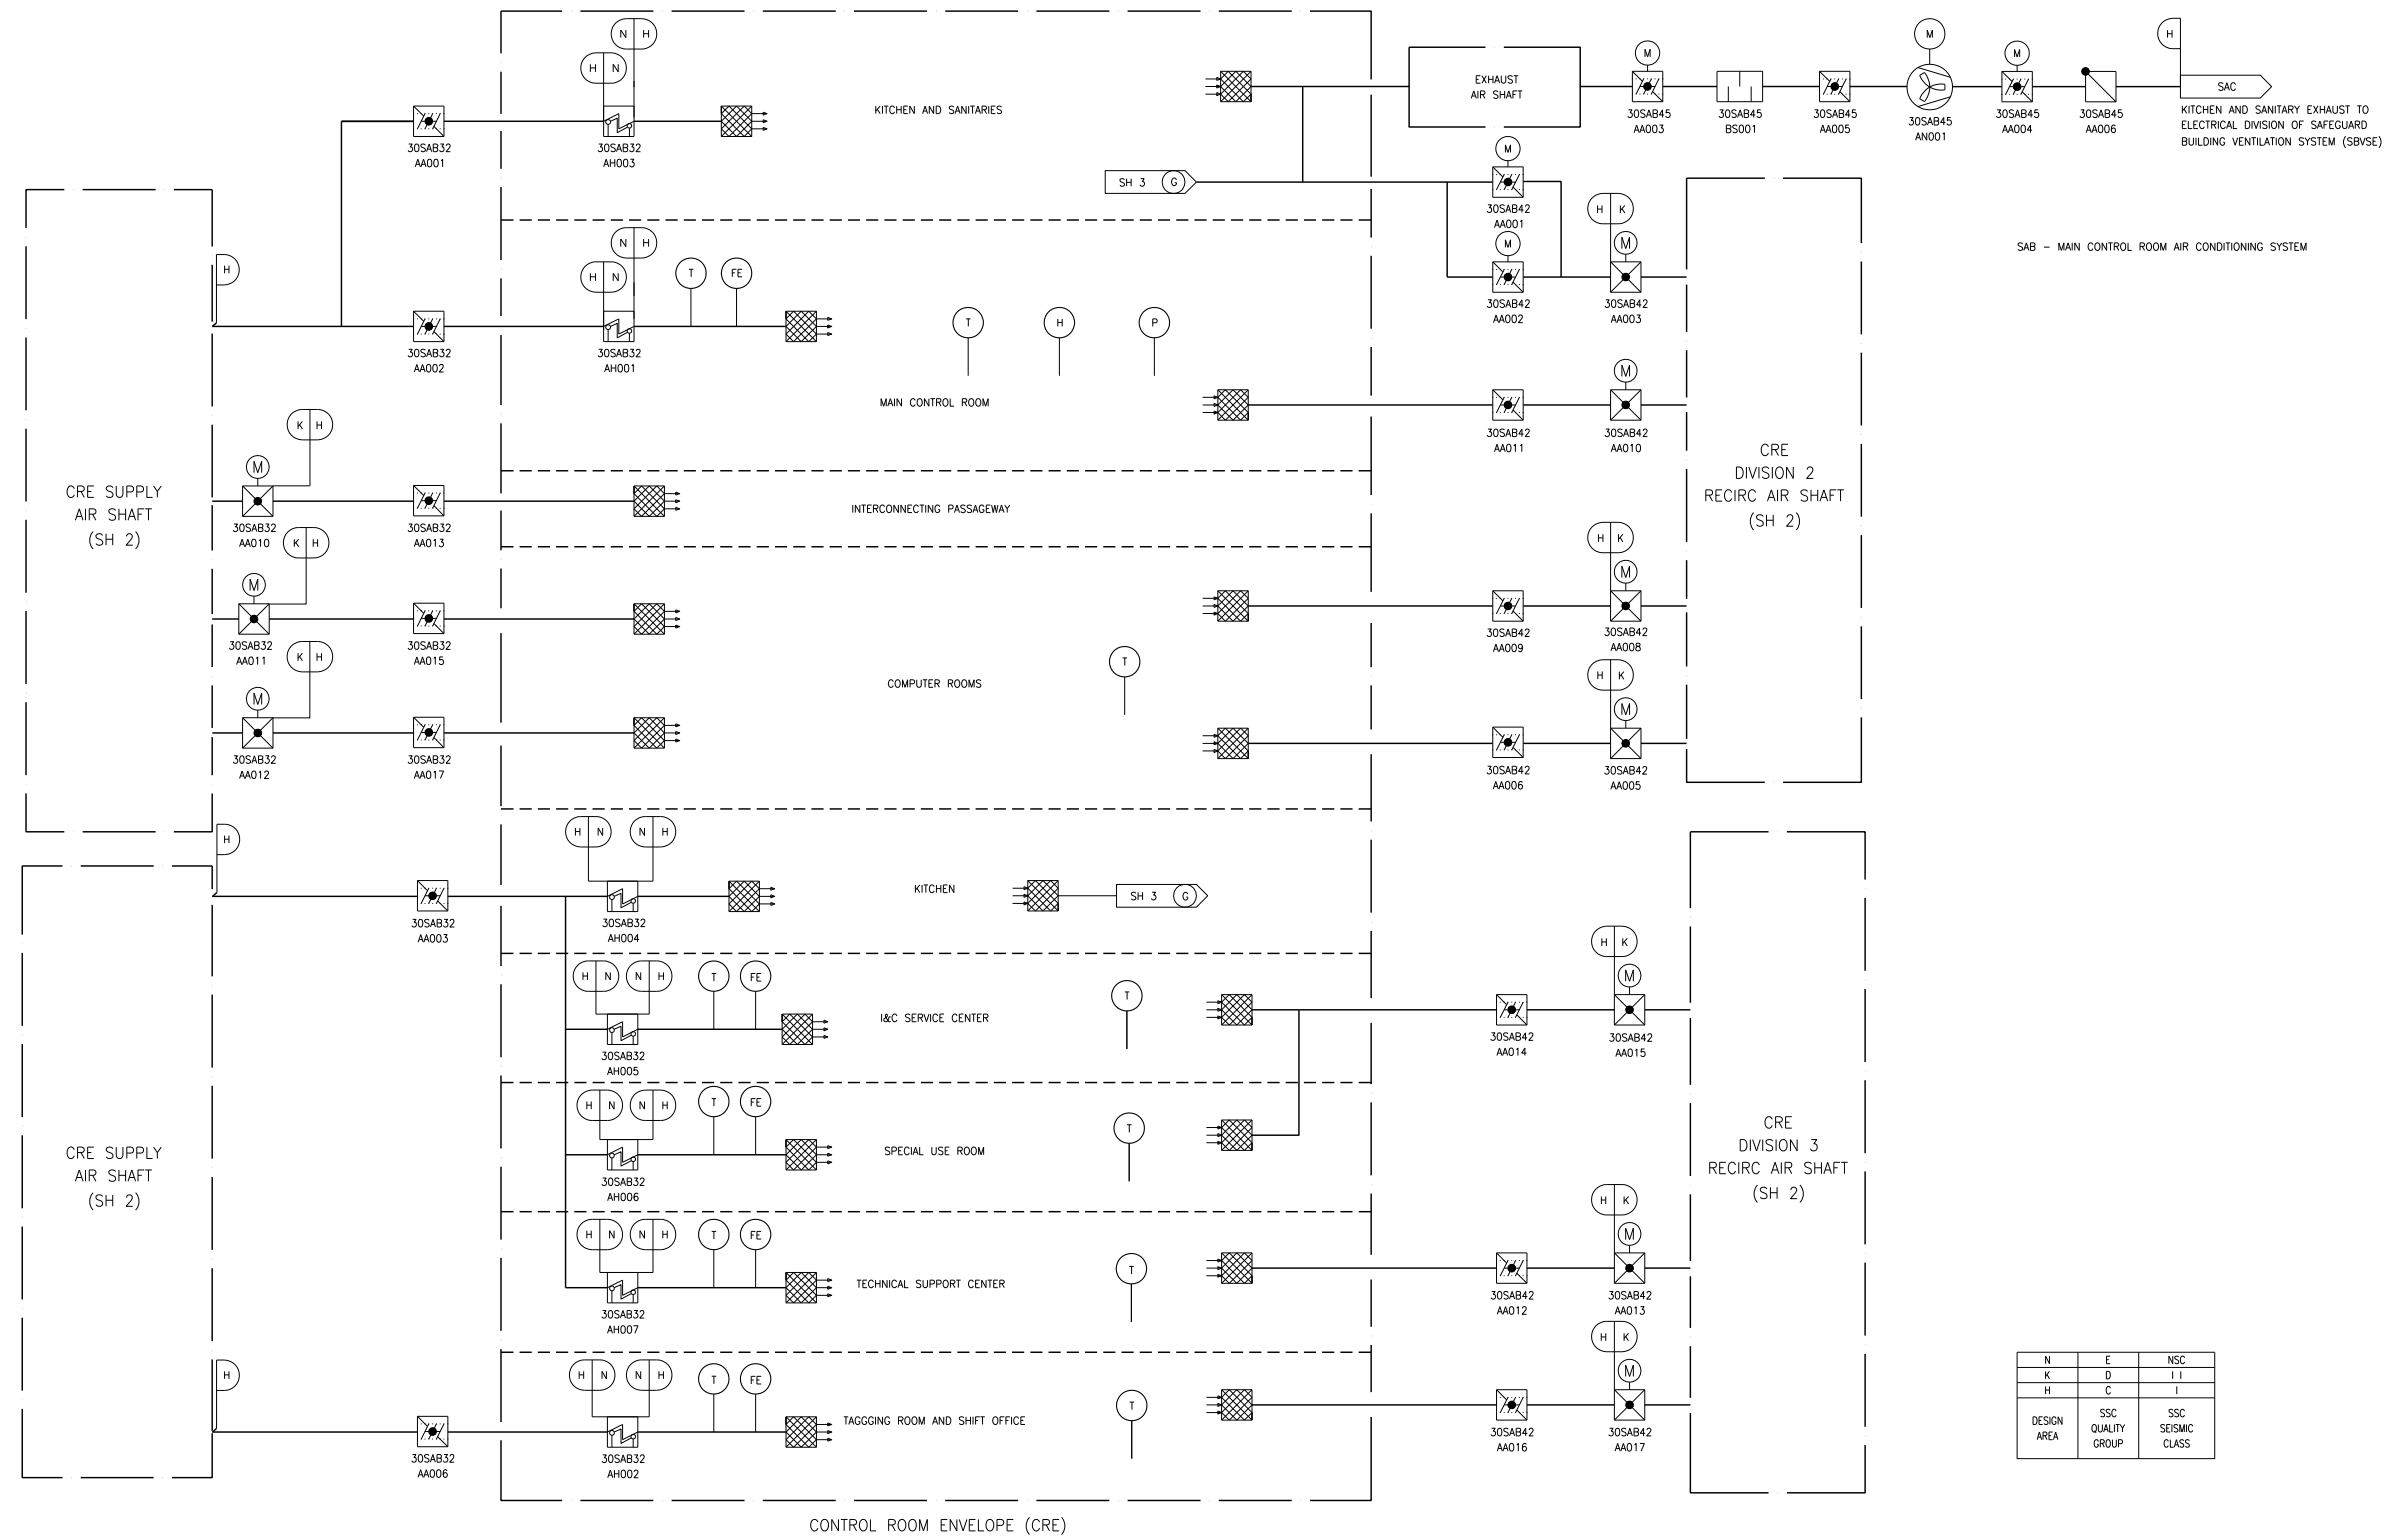 N H
H N
M
M
M
H
30SAB32
AA001
30SAB32
AH003
KITCHEN AND SANITARIES
EXHAUST
AIR SHAFT
30SAB45
AA003
30SAB45
BS001
30SAB45
AA005
30SAB45
AN001
30SAB45
AA004
30SAB45
AA006
SAC
KITCHEN AND SANITARY EXHAUST TO
ELECTRICAL DIVISION OF SAFEGUARD
BUILDING VENTILATION SYSTEM (SBVSE)
SH 3 G
M
30SAB42
AA001
M
30SAB42
AA002
H K
M
30SAB42
AA003
SAB - MAIN CONTROL ROOM AIR CONDITIONING SYSTEM
H
30SAB32
AA002
N H
H N
30SAB32
AH001
T
FE
T
H
P
MAIN CONTROL ROOM
30SAB42
AA011
M
30SAB42
AA010
CRE SUPPLY
AIR SHAFT
(SH 2)
K H
M
30SAB32
AA010
30SAB32
AA013
INTERCONNECTING PASSAGEWAY
CRE
DIVISION 2
RECIRC AIR SHAFT
(SH 2)
K H
M
30SAB32
AA011
30SAB32
AA015
30SAB42
AA009
H K
M
30SAB42
AA008
COMPUTER ROOMS
T
K H
M
30SAB32
AA012
30SAB32
AA017
30SAB42
AA006
H K
M
30SAB42
AA005
H
30SAB32
AA003
H N
N H
30SAB32
AH004
KITCHEN
SH 3 G
H N
N H
T
FE
30SAB32
AH005
I&C SERVICE CENTER
T
30SAB42
AA014
H K
M
30SAB42
AA015
CRE SUPPLY
AIR SHAFT
(SH 2)
H N
N H
T
FE
30SAB32
AH006
SPECIAL USE ROOM
T
CRE
DIVISION 3
RECIRC AIR SHAFT
(SH 2)
H N
N H
T
FE
30SAB32
AH007
TECHNICAL SUPPORT CENTER
T
30SAB42
AA012
H K
M
30SAB42
AA013
H
30SAB32
AA006
H N
N H
T
FE
30SAB32
AH002
TAGGGING ROOM AND SHIFT OFFICE
T
30SAB42
AA016
H K
M
30SAB42
AA017
N E NSC
K D II
H C I
DESIGN
AREA
SSC
QUALITY
GROUP
SSC
SEISMIC
CLASS
CONTROL ROOM ENVELOPE (CRE)